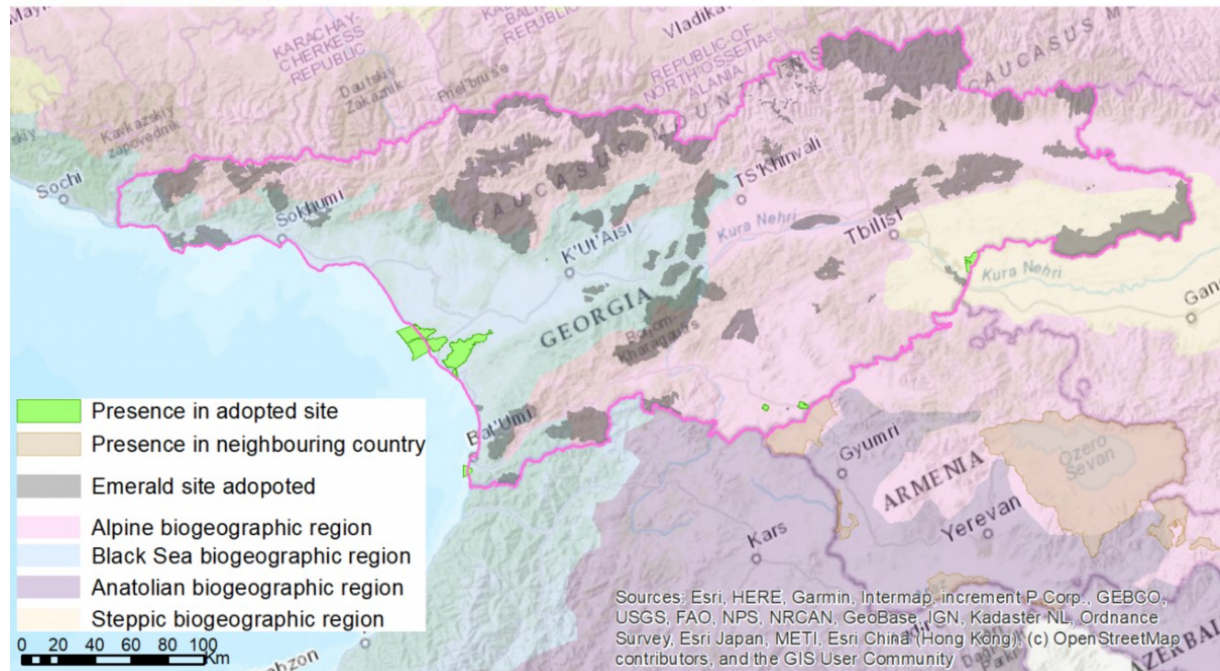 KARACHAY-
CHERKESS
REPUBLIC
Vladika
REPUBLIC OF
NORTH OSSETIA-
ALANIA
Dautskiy
Zakaznik
Kavkazskiy
zapovednik
skiy
CAUCASUS M
CAUCASUS MOUNTAINS
Sochi
Sokhumi
Ts'Khinvali
Kura Nehri
Tbilisi
K'Ut'Aisi
GEORGIA
Kura Nehri
Gan
Bat'Umi
Gyumri
ARMENIA
Ozero
Sevan
Kars
Yerevan
Presence in adopted site
Presence in neighbouring country
Emerald site adopoted
Alpine biogeographic region
Black Sea biogeographic region
Anatolian biogeographic region
Steppic biogeographic region
0 20 40 60 80 100
Km
abzon
Sources: Esri, HERE, Garmin, Intermap, increment P Corp., GEBCO,
USGS, FAO, NPS, NRCAN, GeoBase, IGN, Kadaster NL, Ordnance
Survey, Esri Japan, METI, Esri China (Hong Kong), (c) OpenStreetMap
contributors, and the GIS User Community
ZERBAI